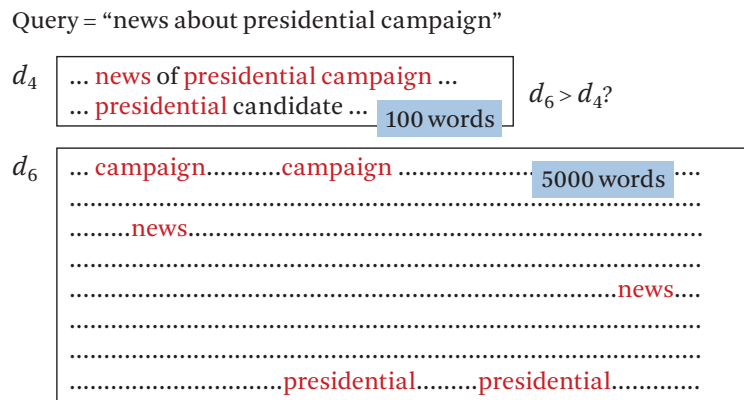 Query = “news about presidential campaign”
d4
... news of presidential campaign ...
... presidential candidate ...
100 words
d6 > d4?
d6
... campaign...........campaign ....................... 5000 words ....
.........................................................................................................
.........news......................................................................................
.........................................................................................................
...........................................................................................news....
.........................................................................................................
.........................................................................................................
...................................presidential.........presidential.............